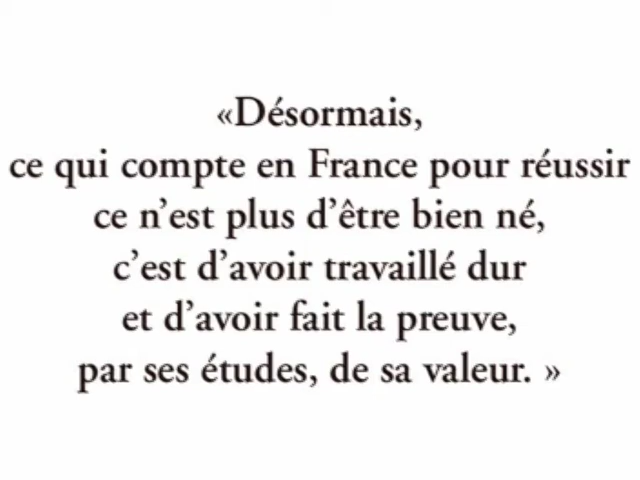 «Désormais,
ce qui compte en France pour réussir
ce n’est plus d’être bien né,
c’est d’avoir travaillé dur
et d’avoir fait la preuve,
par ses études, de sa valeur. »